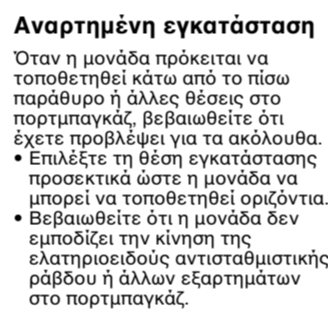 Αναρτημένη εγκατάσταση
Όταν η μονάδα πρόκειται να
τοποθετηθεί κάτω από το πίσω
παράθυρο ή άλλες θέσεις στο
πορτμπαγκάζ, βεβαιωθείτε ότι
έχετε προβλέψει για τα ακόλουθα.
• Επιλέξτε τη θέση εγκατάστασης
προσεκτικά ώστε η μονάδα να
μπορεί να τοποθετηθεί οριζόντια.
• Βεβαιωθείτε ότι η μονάδα δεν
εμποδίζει την κίνηση της
ελατηριοειδούς αντισταθμιστικής
ράβδου ή άλλων εξαρτημάτων
στο πορτμπαγκάζ.